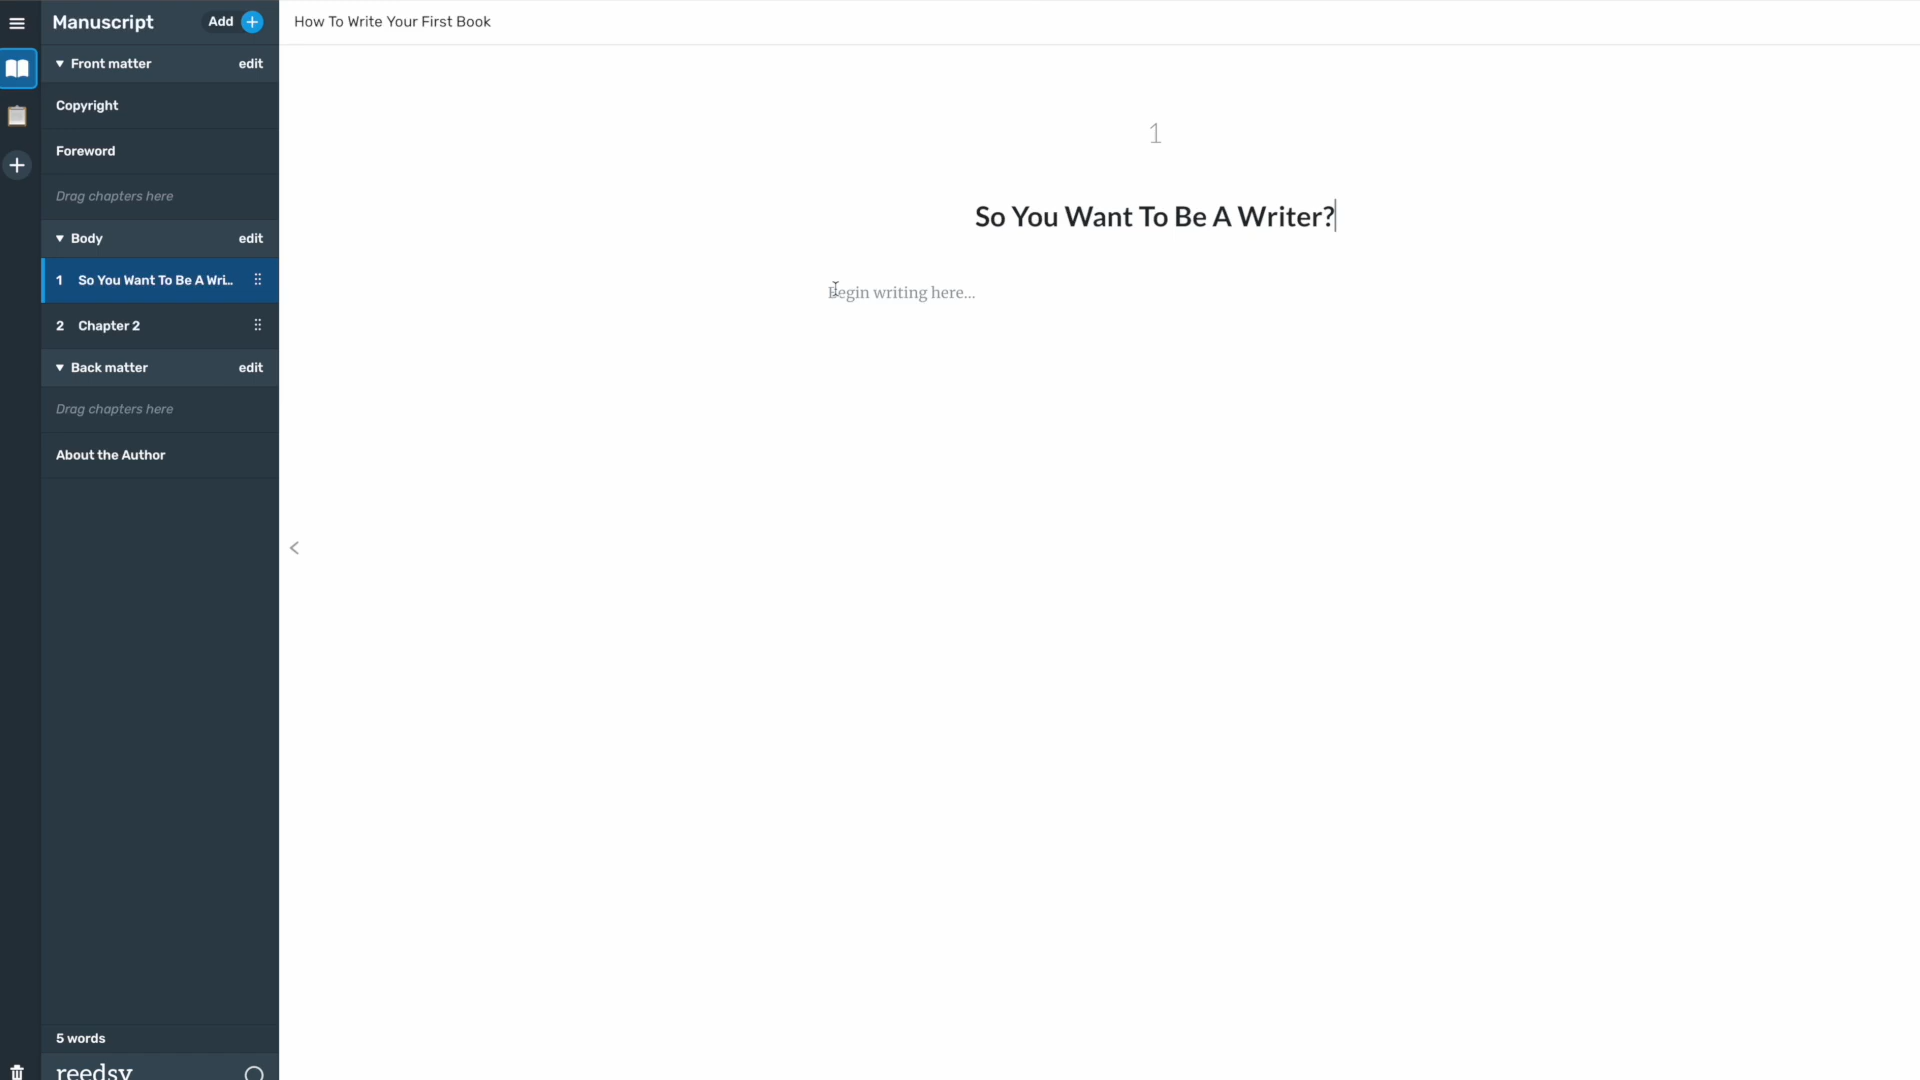 Manuscript
Add
How To Write Your First Book
Front matter
edit
Copyright
Foreword
Drag chapters here
Body
edit
1 So You Want To Be A Wri...
2 Chapter 2
Back matter
edit
Drag chapters here
About the Author
5 words
reedsy
1
So You Want To Be A Writer?
Begin writing here...